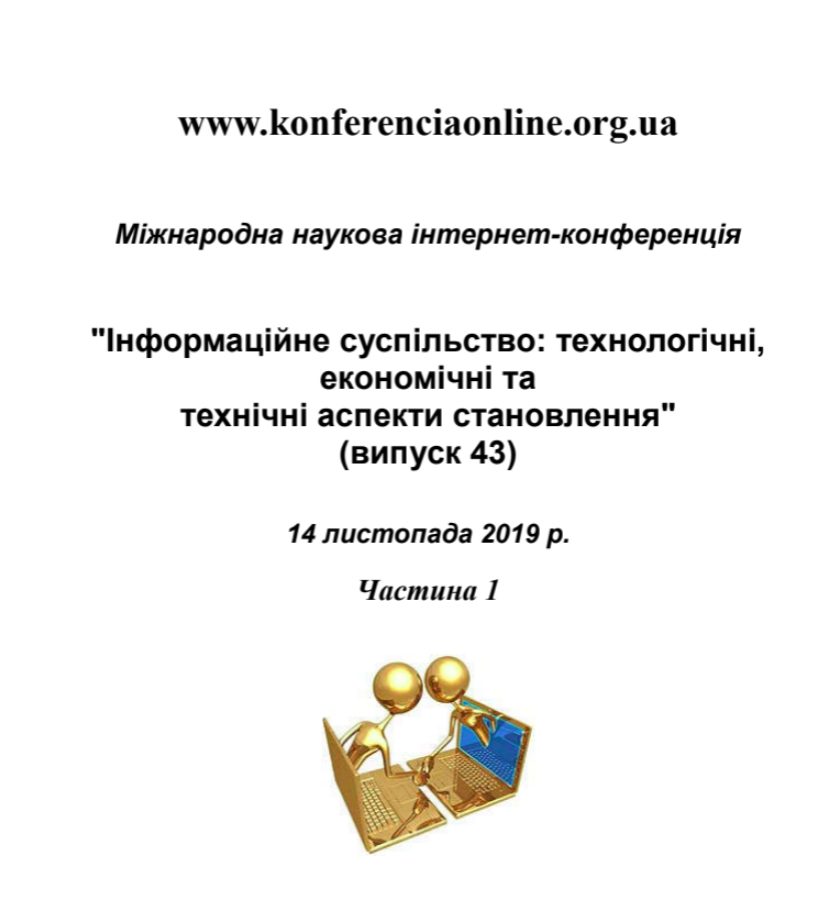 www.konferenciaonline.org.ua
Міжнародна наукова інтернет-конференція
"Інформаційне суспільство: технологічні,
економічні та
технічні аспекти становлення"
(випуск 43)
14 листопада 2019 р.
Частина 1